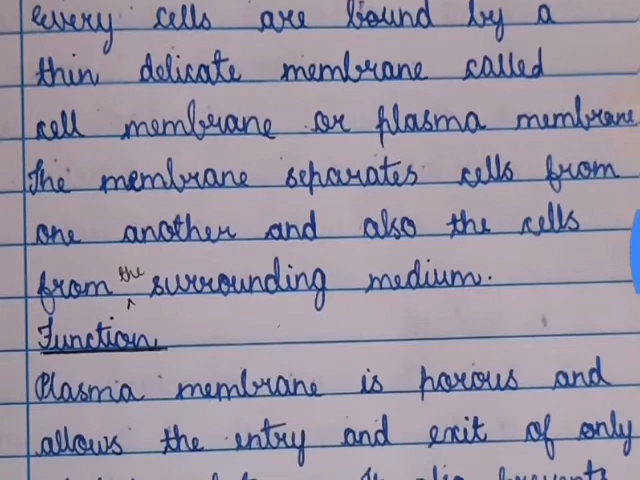 every cells are bound by a
thin delicate membrane called
cell membrane or plasma membrane
The membrane separates cells from
one another and also the cells
from the surrounding medium.
Function
Plasma membrane is porous and
allows the entry and exit of only